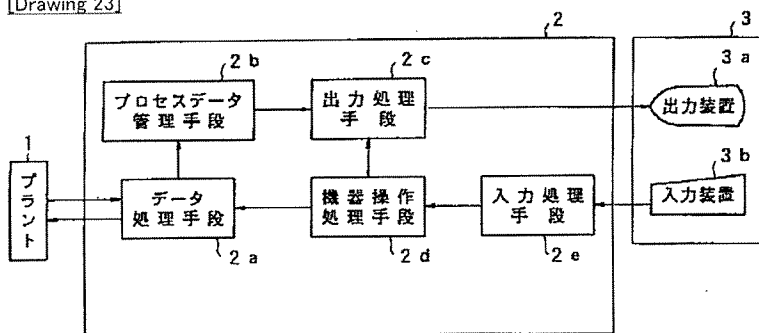 [Drawing 23]
2
3
2b
2c
3a
プロセスデータ
管理手段
出力処理
手段
出力装置
1
3b
プラント
データ
処理手段
機器操作
処理手段
入力処理
手段
入力装置
2a
2d
2e